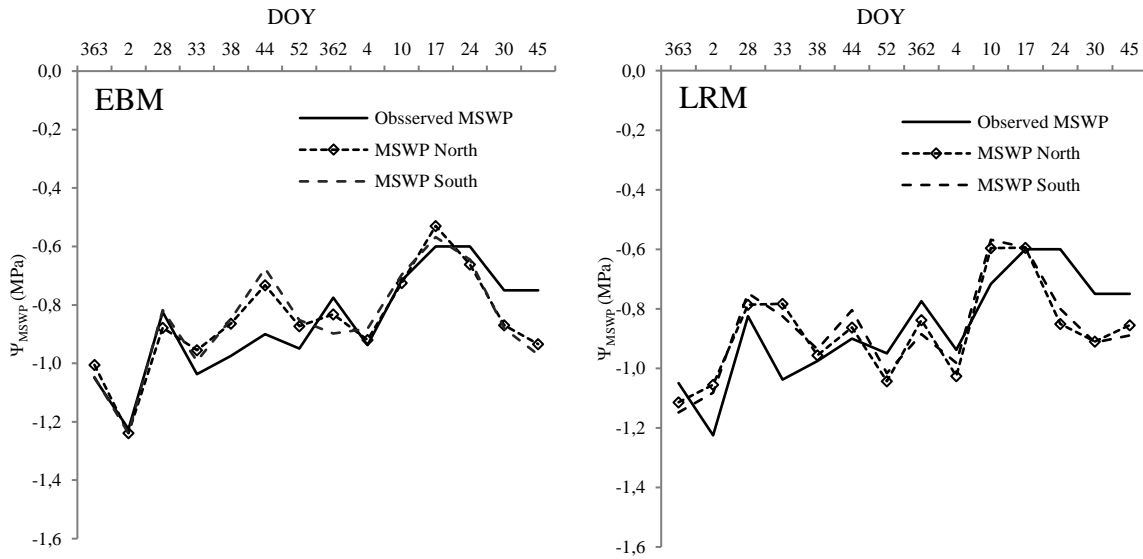 DOY
363 2 28 33 38 44 52 362 4 10 17 24 30 45
0,0
-0,2
-0,4
-0,6
-0,8
-1,0
-1,2
-1,4
-1,6
Ψ_MSWP (MPa)
EBM
Obsserved MSWP
MSWP North
MSWP South
DOY
363 2 28 33 38 44 52 362 4 10 17 24 30 45
0,0
-0,2
-0,4
-0,6
-0,8
-1,0
-1,2
-1,4
-1,6
Ψ_MSWP (MPa)
LRM
Observed MSWP
MSWP North
MSWP South